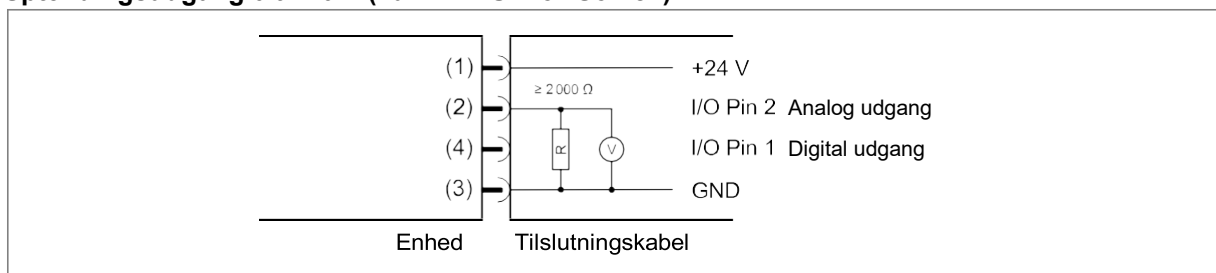 (1) +24 V
≥ 2 000 Ω
(2) I/O Pin 2 Analog udgang
R V
(4) I/O Pin 1 Digital udgang
(3) GND
Enhed Tilslutningskabel